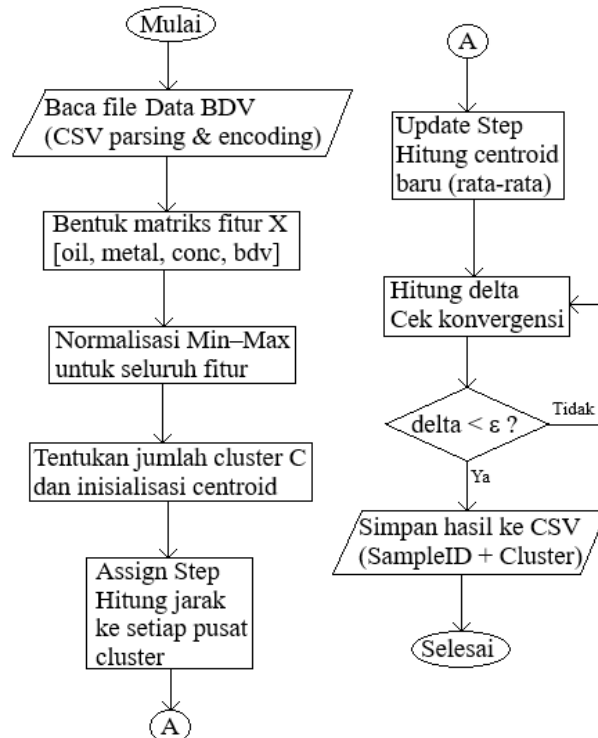 Mulai
Baca file Data BDV
(CSV parsing & encoding)
Bentuk matriks fitur X
[oil, metal, conc, bdv]
Normalisasi Min–Max
untuk seluruh fitur
Tentukan jumlah cluster C
dan inisialisasi centroid
Assign Step
Hitung jarak
ke setiap pusat
cluster
A
A
Update Step
Hitung centroid
baru (rata-rata)
Hitung delta
Cek konvergensi
delta < ε ?
Tidak
Ya
Simpan hasil ke CSV
(SampleID + Cluster)
Selesai